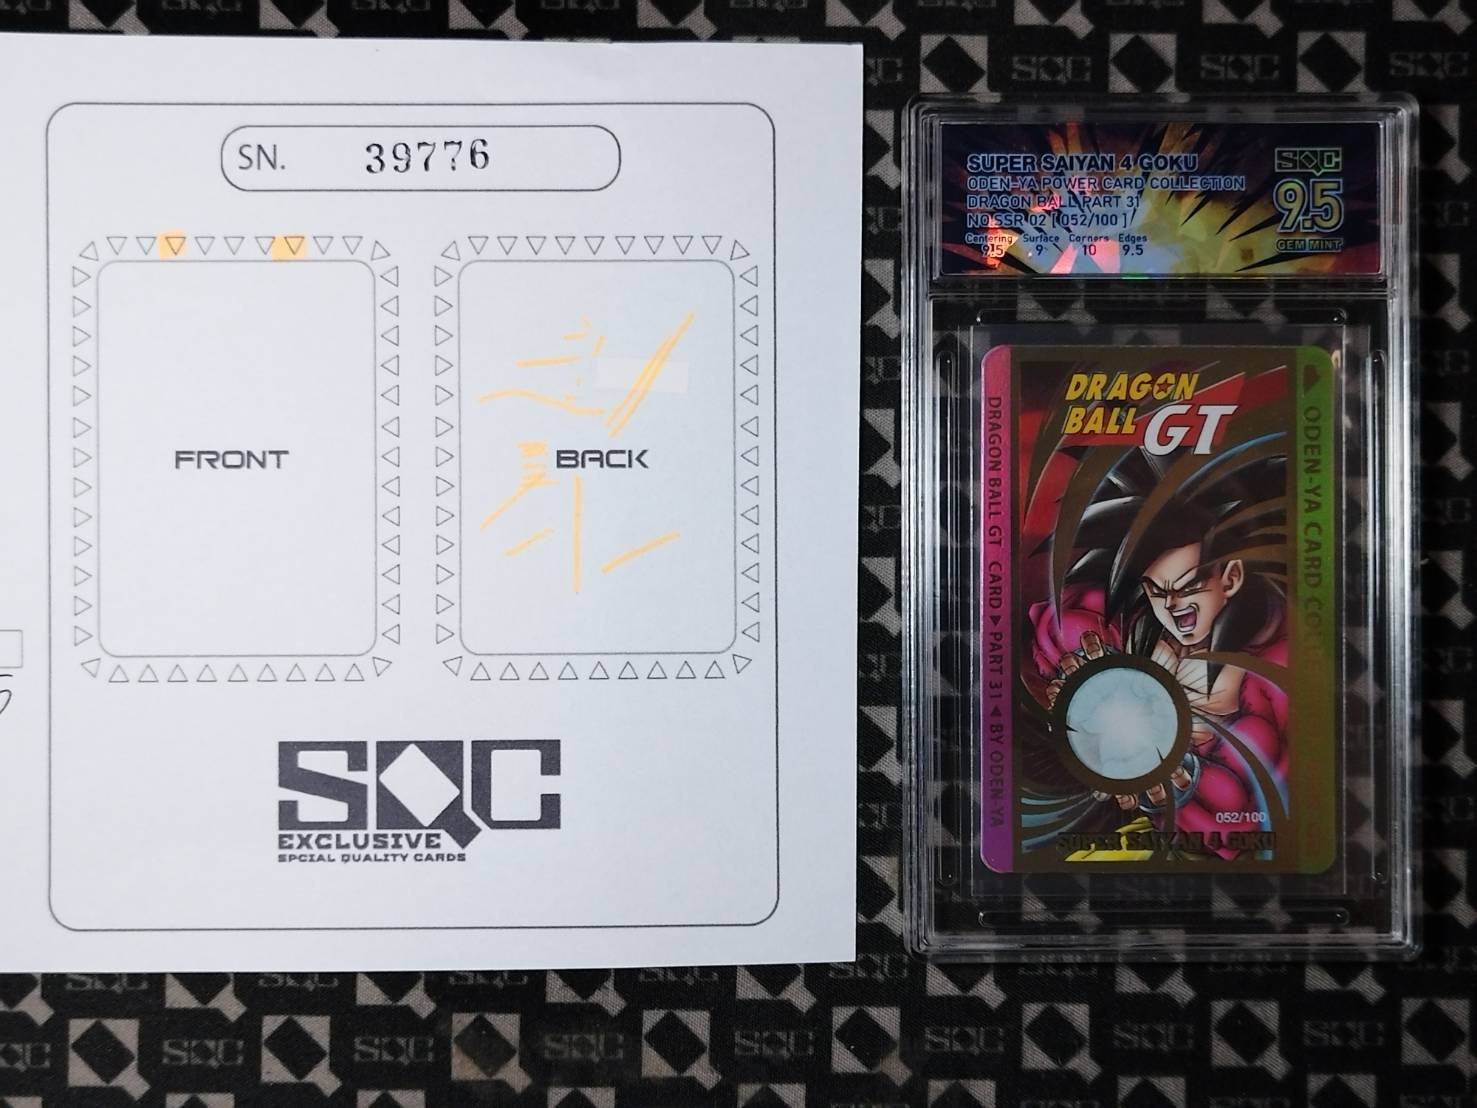 SN. 39776
FRONT
BACK
SQC
EXCLUSIVE
SPCIAL QUALITY CARDS
SUPER SAIYAN 4 GOKU
ODEN-YA POWER CARD COLLECTION
DRAGON BALL PART 31
NO.SSR 02 [ 052/100 ]
Centering Surface Corners Edges
9.5 9 10 9.5
SQC
9.5
GEM MINT
DRAGON
BALL GT
DRAGON BALL GT CARD ▶ PART 31 ◀ BY ODEN-YA
ODEN-YA CARD
052/100
SUPER SAIYAN 4 GOKU